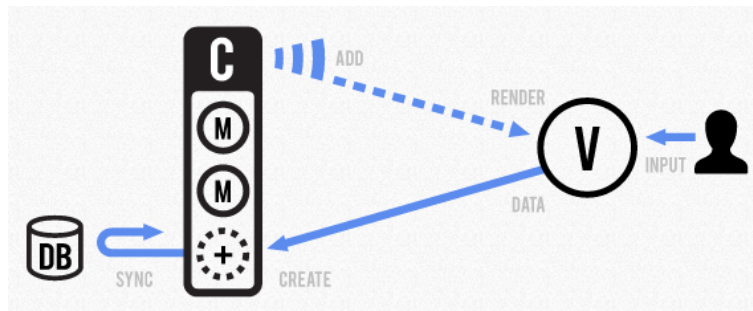 C
ADD
RENDER
M
V
INPUT
M
DATA
DB
+
SYNC
CREATE